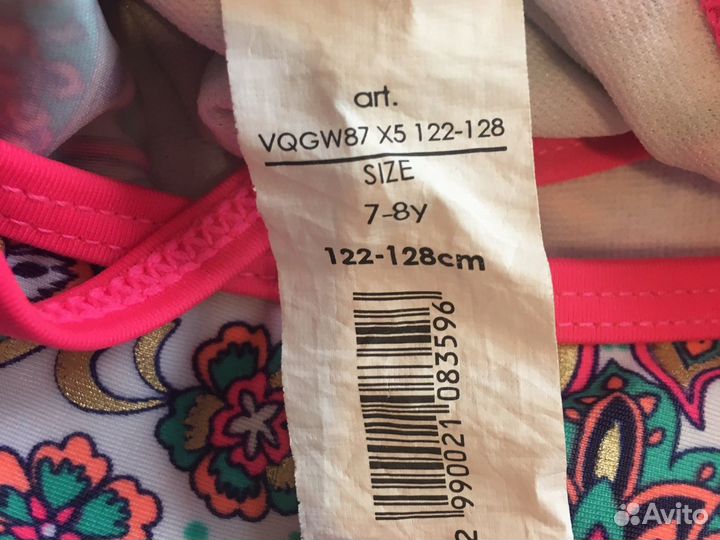 art.
VQGW87 X5 122-128
SIZE
7-8Y
122-128cm
2 990021 083596
Avito